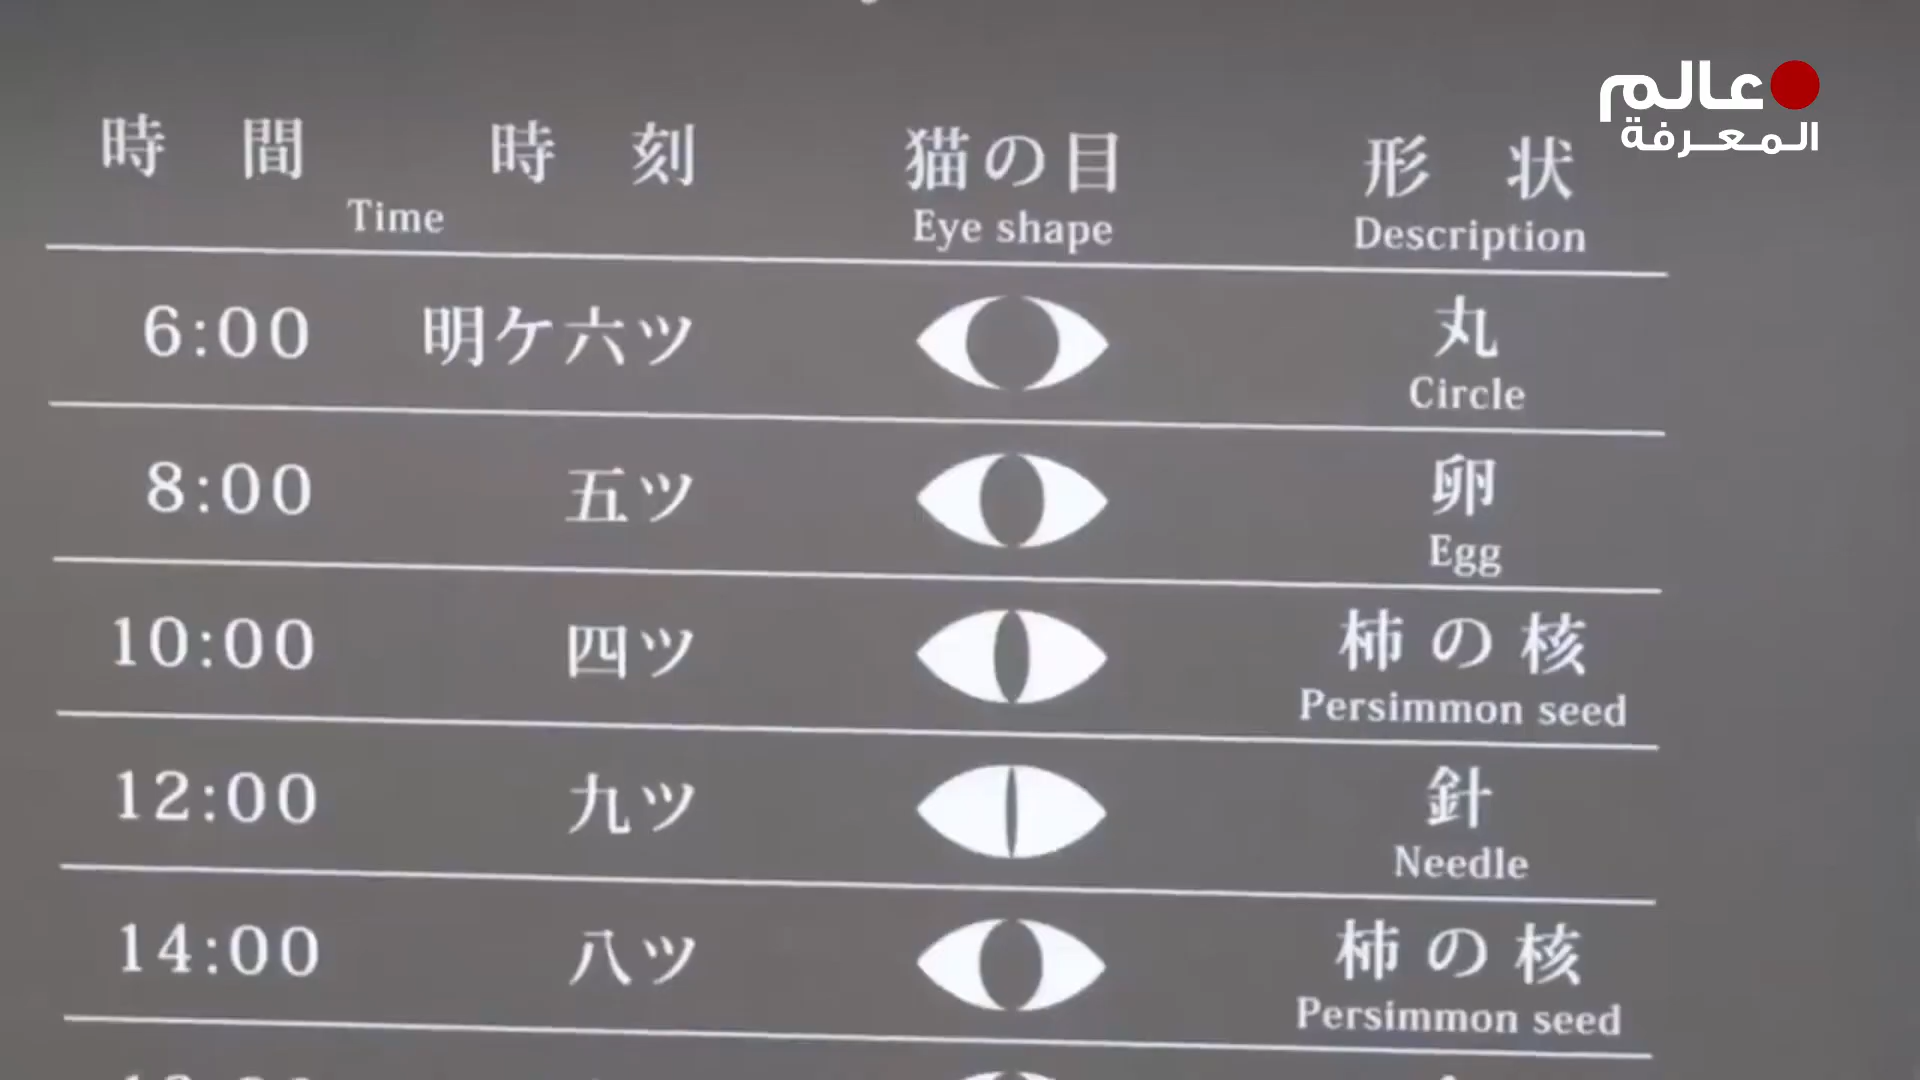 عالم
المعرفة
時間 時刻 猫の目 形状
Time Eye shape Description
6:00 明ケ六ツ 丸
Circle
8:00 五ツ 卵
Egg
10:00 四ツ 柿の核
Persimmon seed
12:00 九ツ 針
Needle
14:00 八ツ 柿の核
Persimmon seed